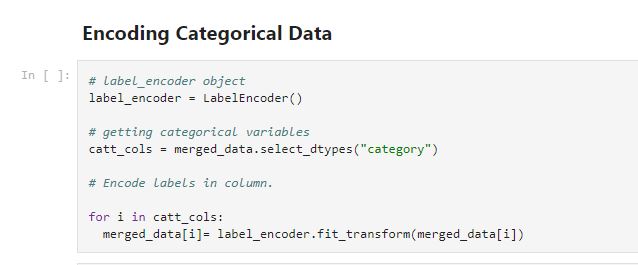 Encoding Categorical Data
In [ ]:
# label_encoder object
label_encoder = LabelEncoder()
# getting categorical variables
catt_cols = merged_data.select_dtypes("category")
# Encode labels in column.
for i in catt_cols:
  merged_data[i]= label_encoder.fit_transform(merged_data[i])